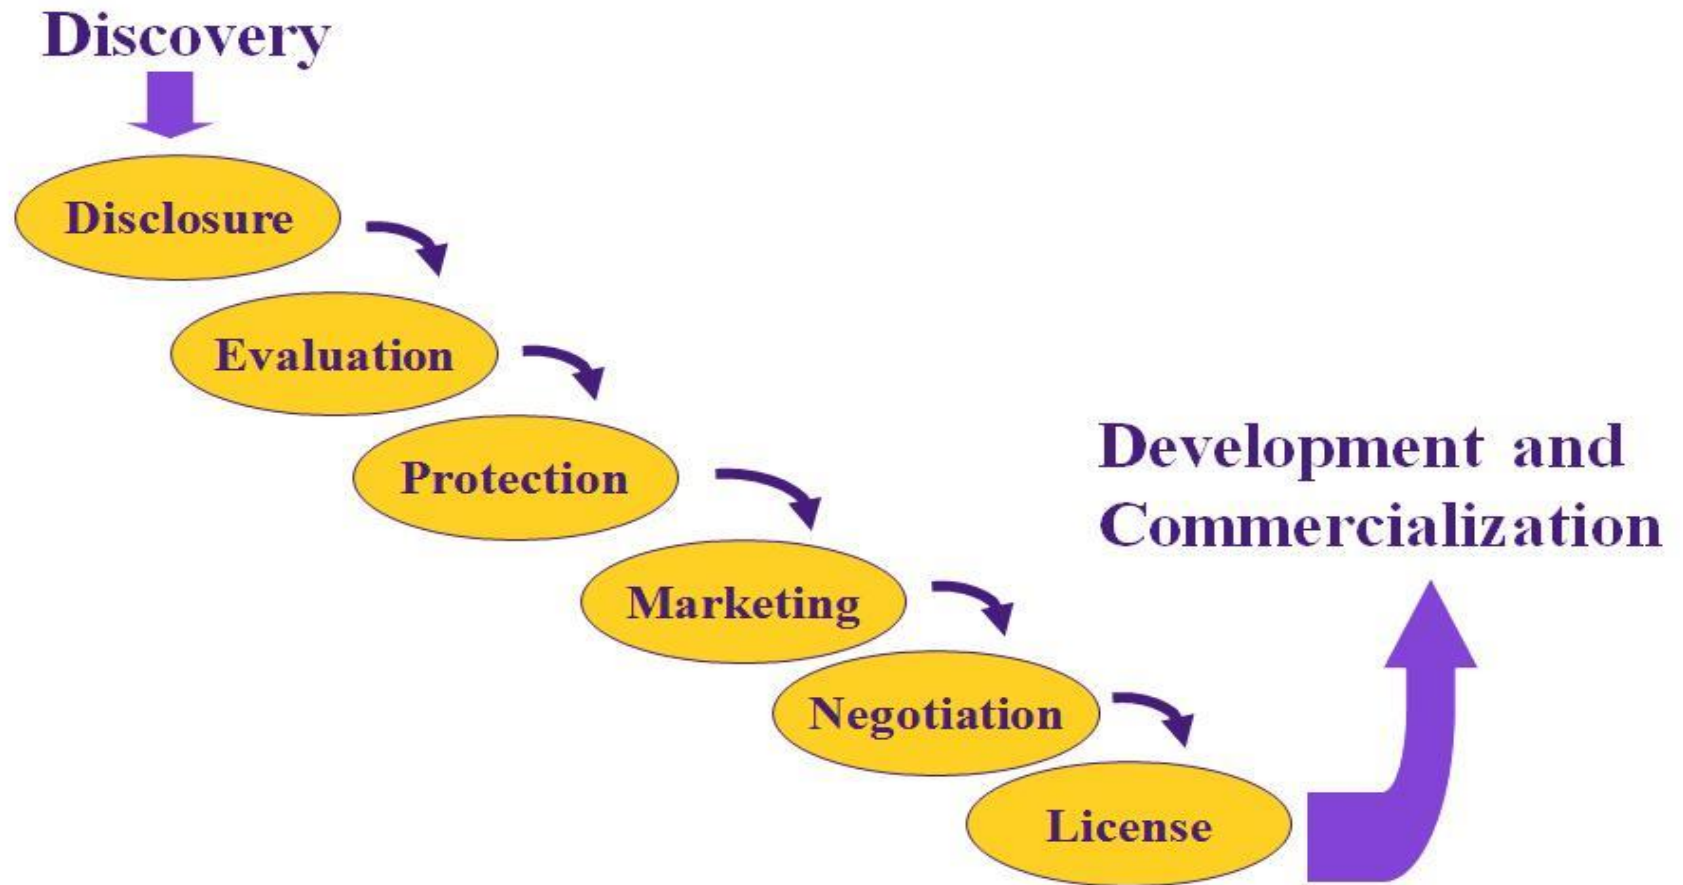 Discovery
Disclosure
Evaluation
Protection
Marketing
Negotiation
License
Development and
Commercialization